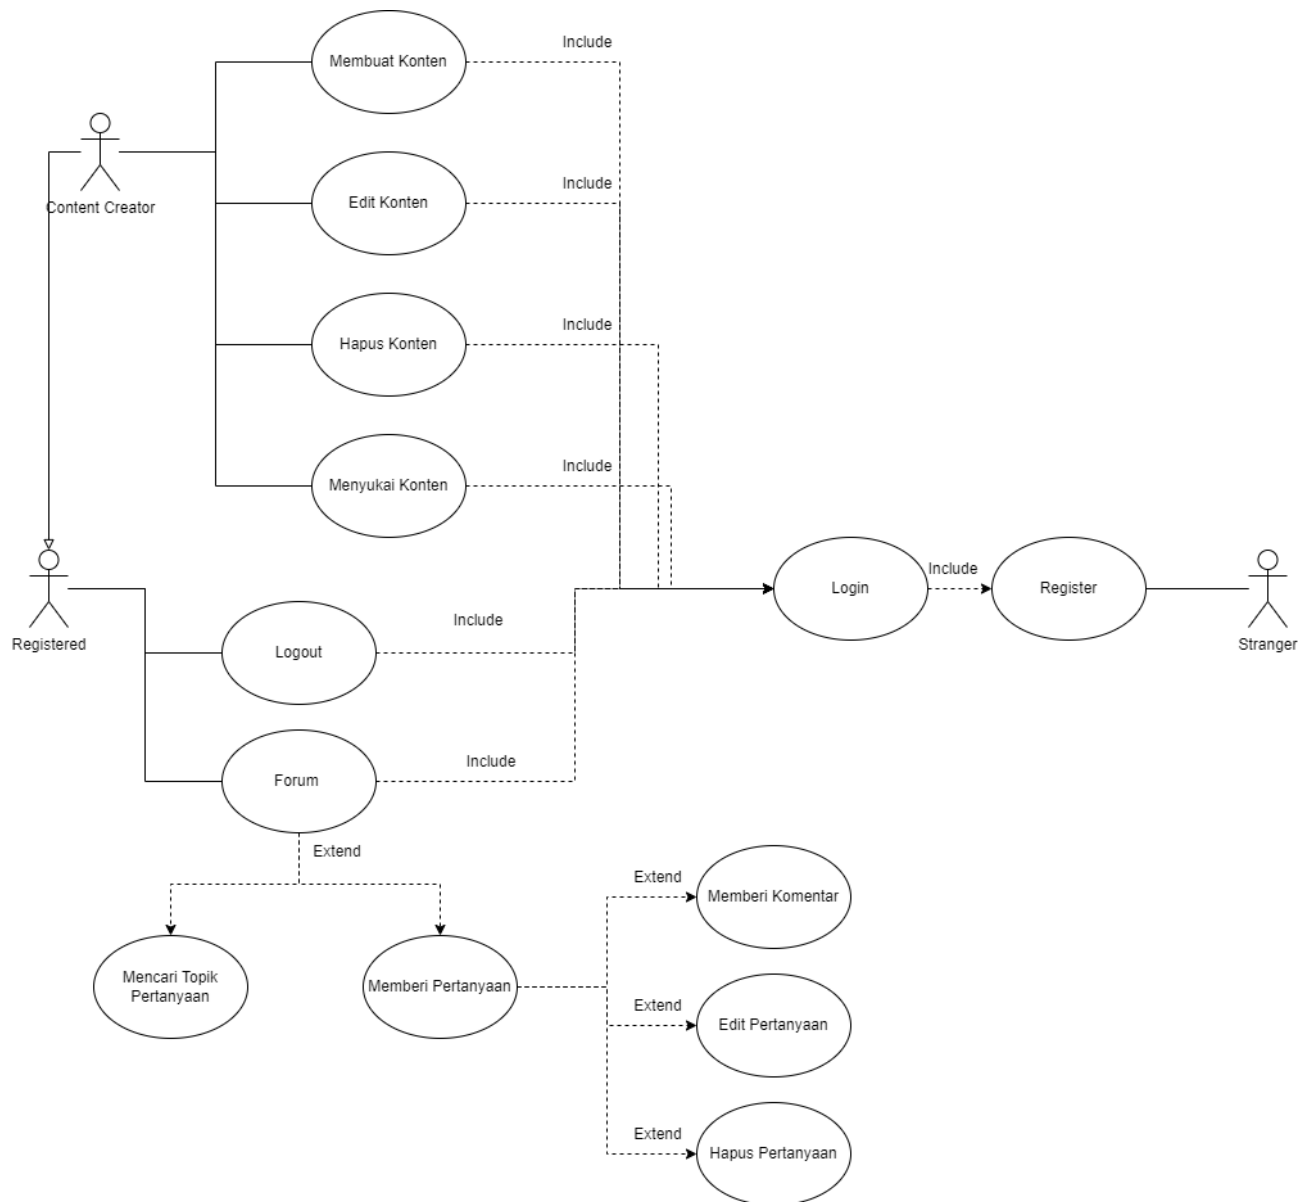 Membuat Konten
Include
Content Creator
Edit Konten
Include
Hapus Konten
Include
Menyukai Konten
Include
Registered
Login
Include
Register
Stranger
Logout
Include
Forum
Include
Extend
Mencari Topik
Pertanyaan
Memberi Pertanyaan
Extend
Memberi Komentar
Extend
Edit Pertanyaan
Extend
Hapus Pertanyaan